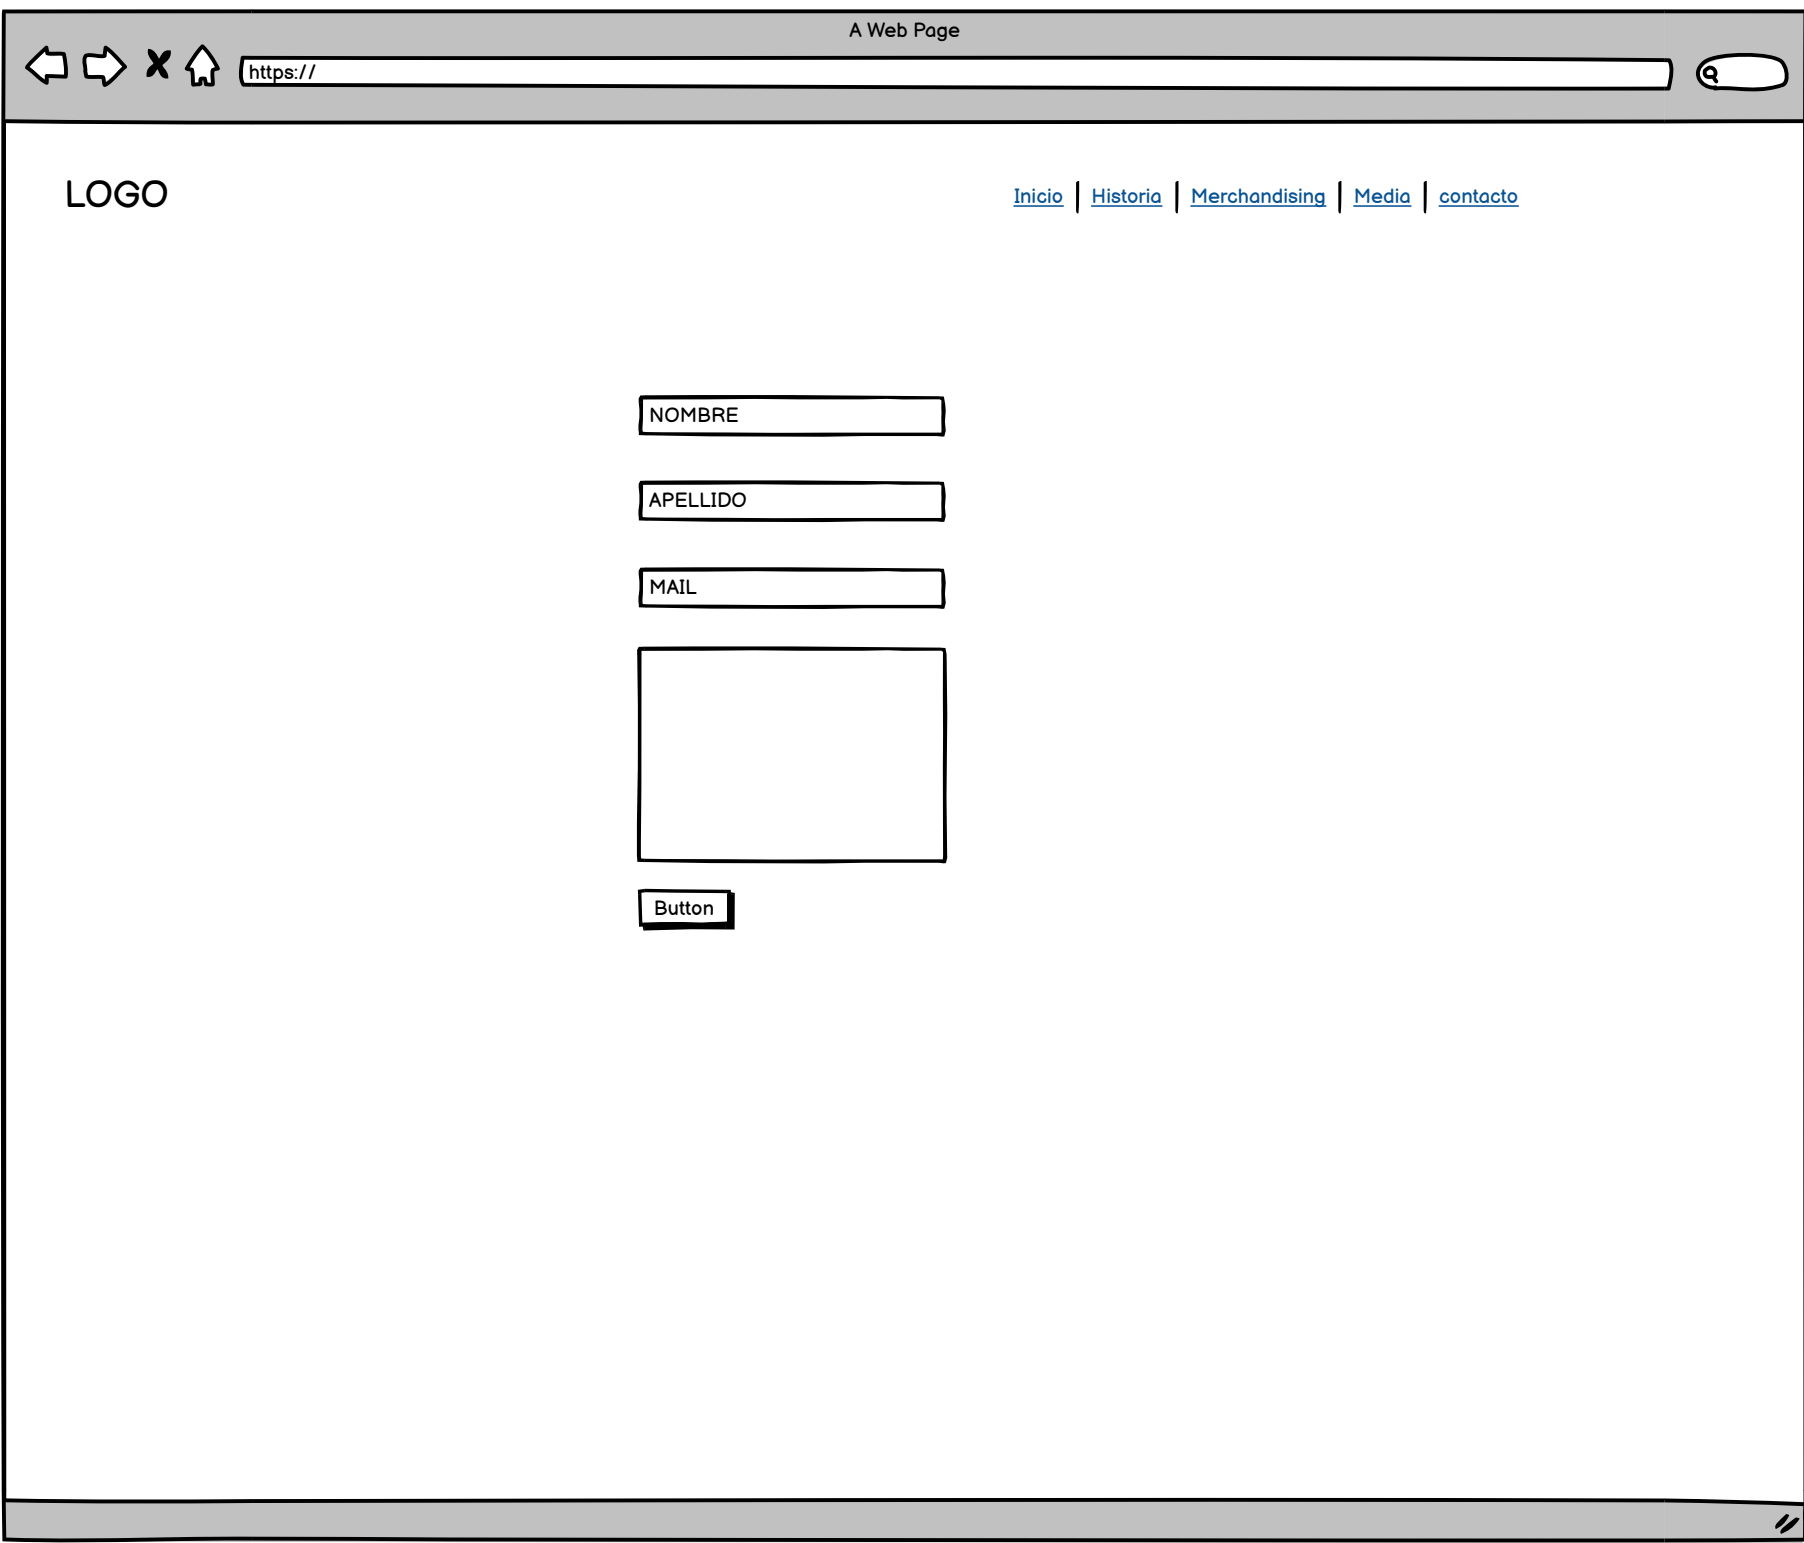 A Web Page
https://
LOGO
Inicio Historia Merchandising Media contacto
NOMBRE
APELLIDO
MAIL
Button